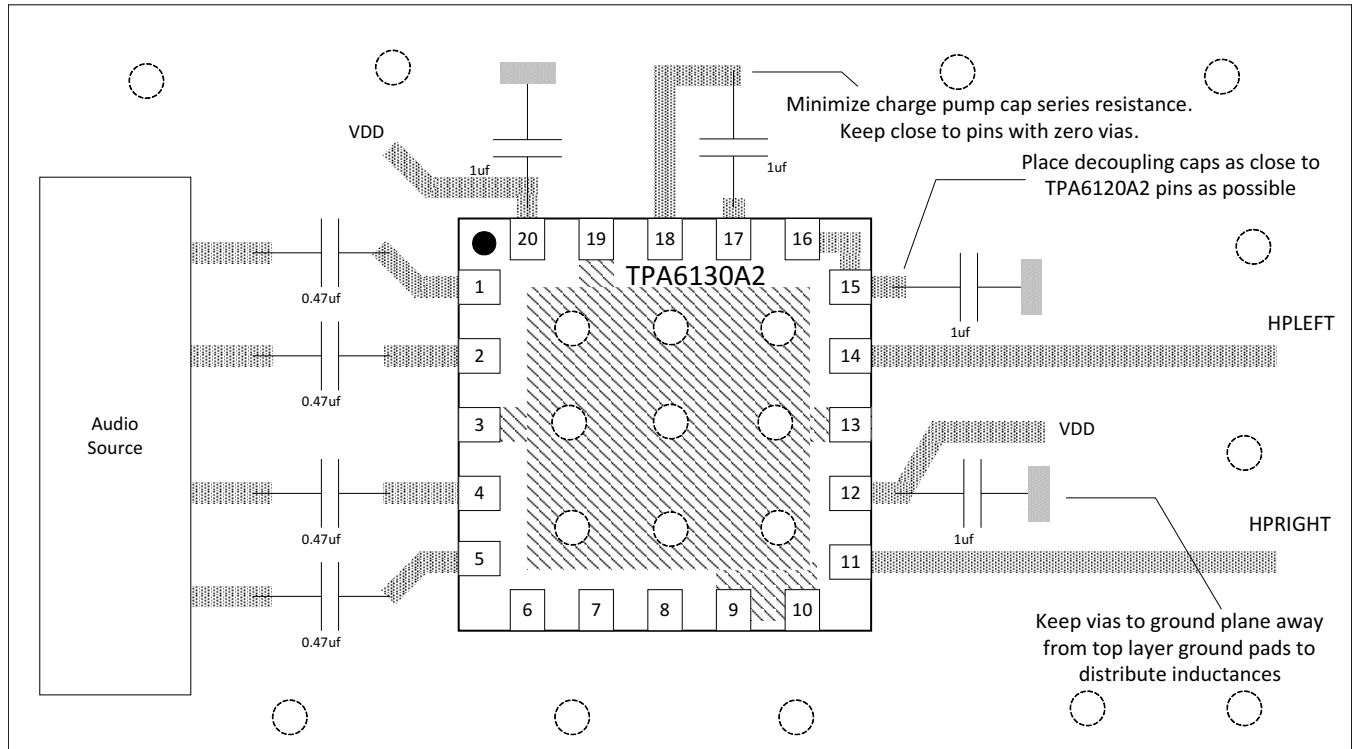 Minimize charge pump cap series resistance.
Keep close to pins with zero vias.
VDD
1uf
1uf
Place decoupling caps as close to
TPA6120A2 pins as possible
20
19
18
17
16
TPA6130A2
0.47uf
1
15
1uf
HPLEFT
2
14
0.47uf
Audio
Source
3
13
VDD
4
12
0.47uf
1uf
HPRIGHT
5
11
0.47uf
6
7
8
9
10
Keep vias to ground plane away
from top layer ground pads to
distribute inductances